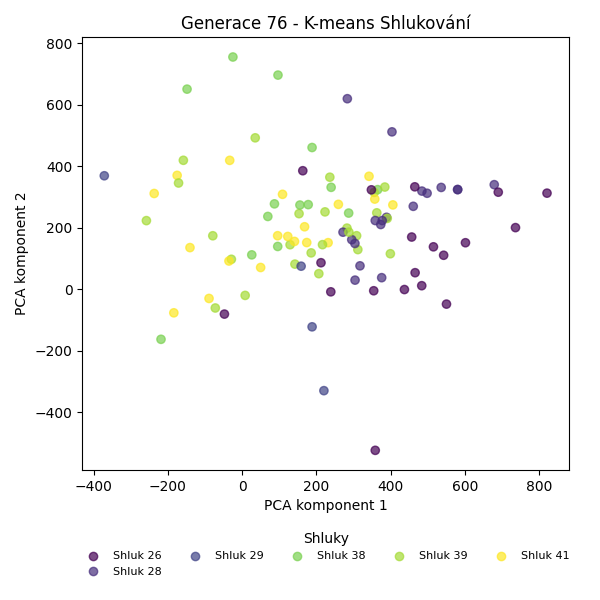 Generace 76 - K-means Shlukování
800
600
400
200
0
−200
−400
PCA komponent 2
−400 −200 0 200 400 600 800
PCA komponent 1
Shluky
Shluk 26 Shluk 29 Shluk 38 Shluk 39 Shluk 41
Shluk 28